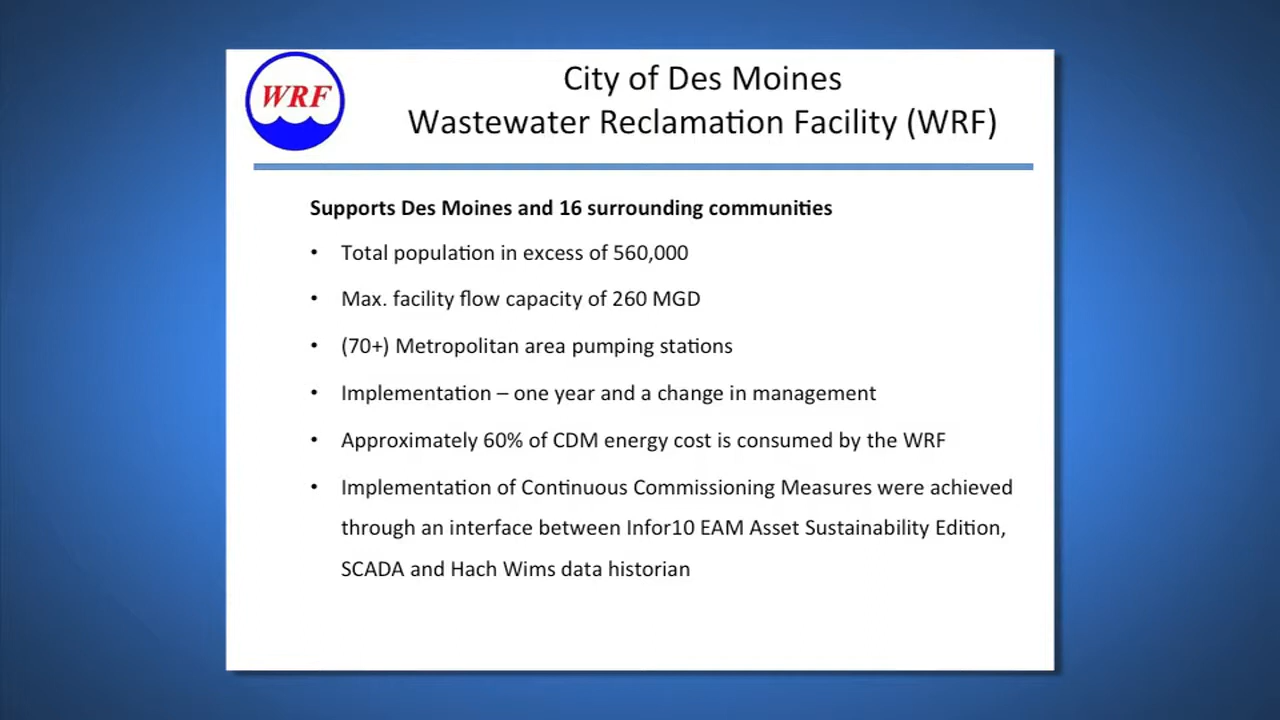 WRF
City of Des Moines
Wastewater Reclamation Facility (WRF)
Supports Des Moines and 16 surrounding communities
• Total population in excess of 560,000
• Max. facility flow capacity of 260 MGD
• (70+) Metropolitan area pumping stations
• Implementation – one year and a change in management
• Approximately 60% of CDM energy cost is consumed by the WRF
• Implementation of Continuous Commissioning Measures were achieved
through an interface between Infor10 EAM Asset Sustainability Edition,
SCADA and Hach Wims data historian